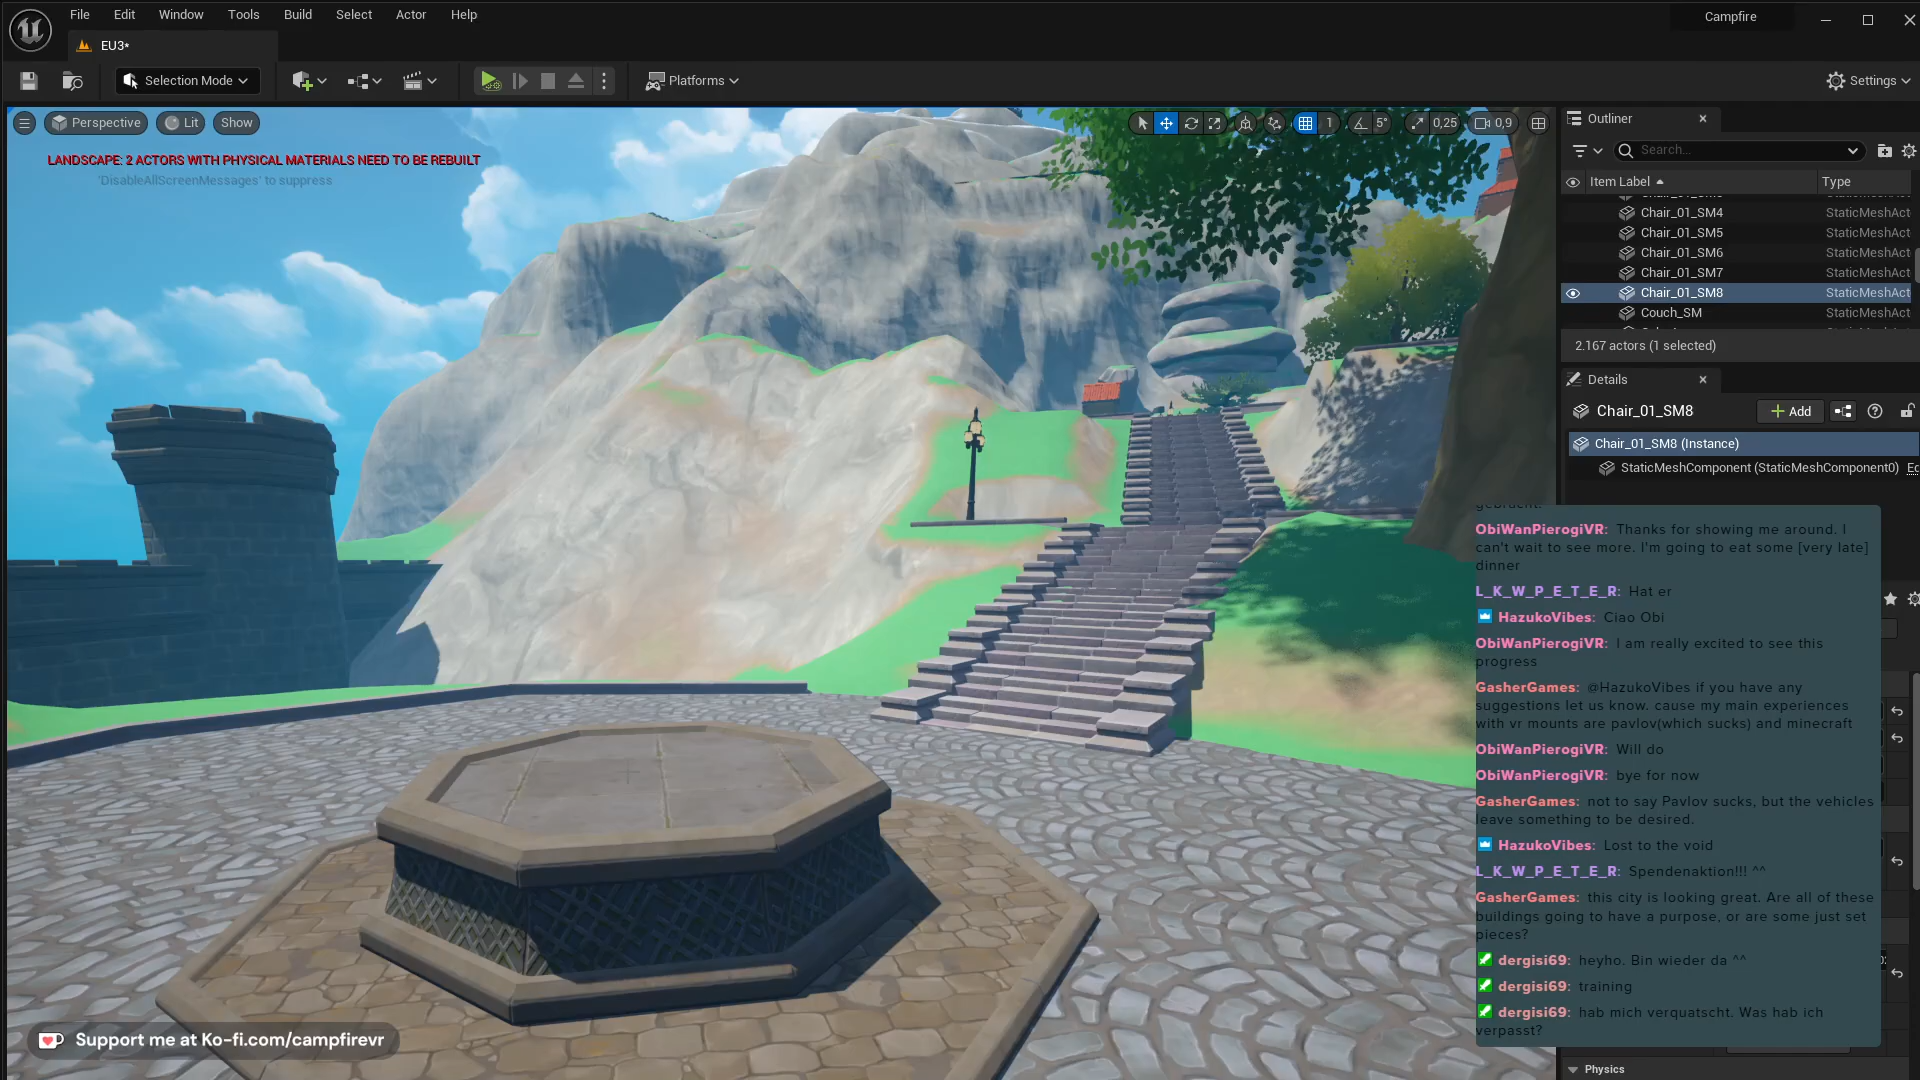 File Edit Window Tools Build Select Actor Help
Campfire
EU3*
Selection Mode
Platforms
Settings
Perspective Lit Show
1 5° 0,25 0,9
LANDSCAPE: 2 ACTORS WITH PHYSICAL MATERIALS NEED TO BE REBUILT
'DisableAllScreenMessages' to suppress
Outliner
Search...
Item Label Type
Chair_01_SM4 StaticMeshAct
Chair_01_SM5 StaticMeshAct
Chair_01_SM6 StaticMeshAct
Chair_01_SM7 StaticMeshAct
Chair_01_SM8 StaticMeshAct
Couch_SM StaticMeshAct
2.167 actors (1 selected)
Details
Chair_01_SM8
Add
Chair_01_SM8 (Instance)
StaticMeshComponent (StaticMeshComponent0)
gebracht.
ObiWanPierogiVR: Thanks for showing me around. I
can't wait to see more. I'm going to eat some [very late]
dinner
L_K_W_P_E_T_E_R: Hat er
HazukoVibes: Ciao Obi
ObiWanPierogiVR: I am really excited to see this
progress
GasherGames: @HazukoVibes if you have any
suggestions let us know. cause my main experiences
with vr mounts are pavlov(which sucks) and minecraft
ObiWanPierogiVR: Will do
ObiWanPierogiVR: bye for now
GasherGames: not to say Pavlov sucks, but the vehicles
leave something to be desired.
HazukoVibes: Lost to the void
L_K_W_P_E_T_E_R: Spendenaktion!!! ^^
GasherGames: this city is looking great. Are all of these
buildings going to have a purpose, or are some just set
pieces?
dergisi69: heyho. Bin wieder da ^^
dergisi69: training
dergisi69: hab mich verquatscht. Was hab ich
verpasst?
Support me at Ko-fi.com/campfirevr
Physics